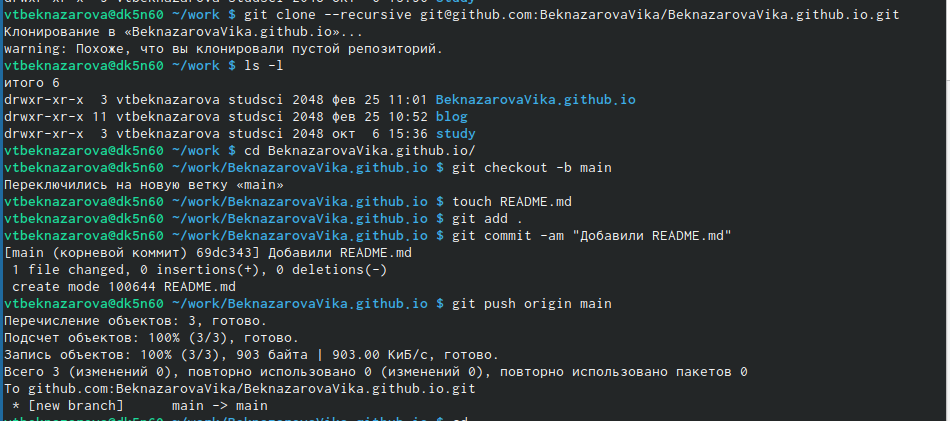 vtbeknazarova@dk5n60 ~/work $ git clone --recursive git@github.com:BeknazarovaVika/BeknazarovaVika.github.io.git
Клонирование в «BeknazarovaVika.github.io»...
warning: Похоже, что вы клонировали пустой репозиторий.
vtbeknazarova@dk5n60 ~/work $ ls -l
итого 6
drwxr-xr-x  3 vtbeknazarova studsci 2048 фев 25 11:01 BeknazarovaVika.github.io
drwxr-xr-x 11 vtbeknazarova studsci 2048 фев 25 10:52 blog
drwxr-xr-x  3 vtbeknazarova studsci 2048 окт  6 15:36 study
vtbeknazarova@dk5n60 ~/work $ cd BeknazarovaVika.github.io/
vtbeknazarova@dk5n60 ~/work/BeknazarovaVika.github.io $ git checkout -b main
Переключились на новую ветку «main»
vtbeknazarova@dk5n60 ~/work/BeknazarovaVika.github.io $ touch README.md
vtbeknazarova@dk5n60 ~/work/BeknazarovaVika.github.io $ git add .
vtbeknazarova@dk5n60 ~/work/BeknazarovaVika.github.io $ git commit -am "Добавили README.md"
[main (корневой коммит) 69dc343] Добавили README.md
 1 file changed, 0 insertions(+), 0 deletions(-)
 create mode 100644 README.md
vtbeknazarova@dk5n60 ~/work/BeknazarovaVika.github.io $ git push origin main
Перечисление объектов: 3, готово.
Подсчет объектов: 100% (3/3), готово.
Запись объектов: 100% (3/3), 903 байта | 903.00 КиБ/с, готово.
Всего 3 (изменений 0), повторно использовано 0 (изменений 0), повторно использовано пакетов 0
To github.com:BeknazarovaVika/BeknazarovaVika.github.io.git
 * [new branch]      main -> main